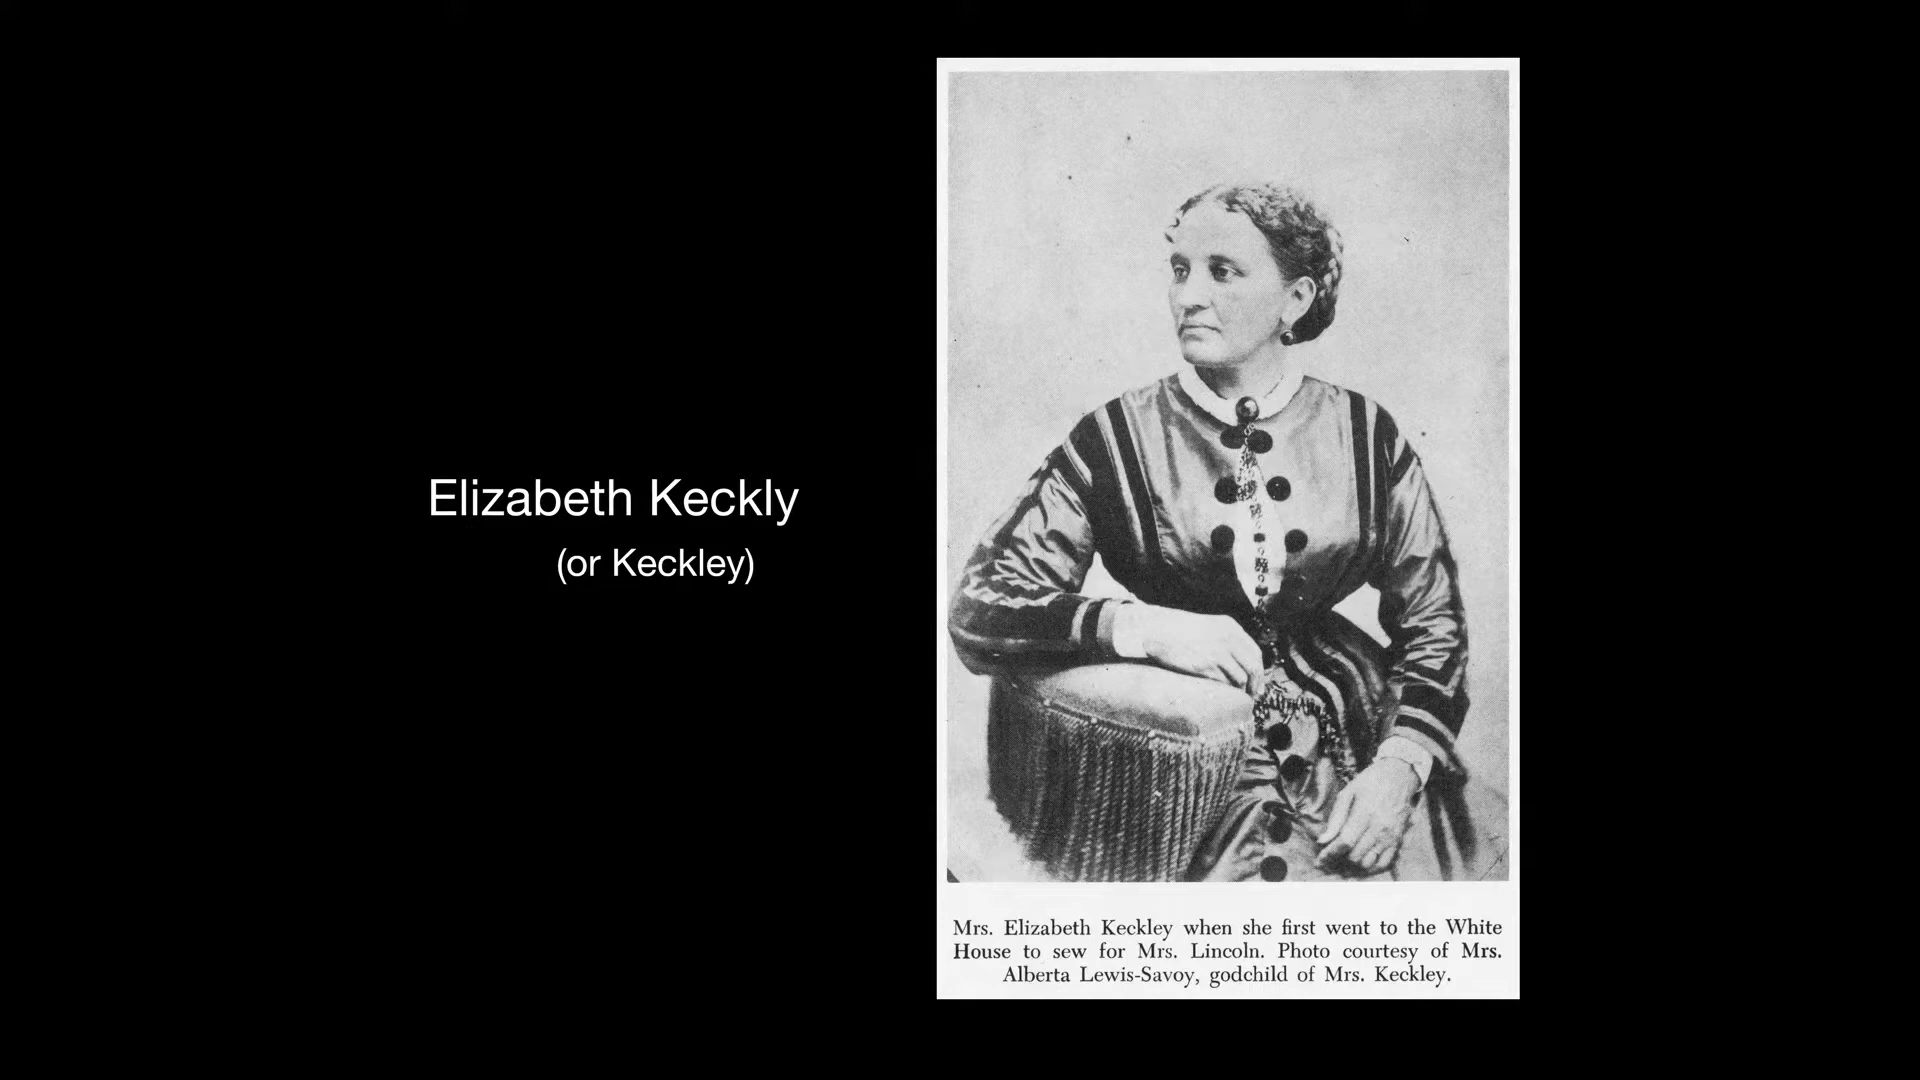 Elizabeth Keckly
(or Keckley)
Mrs. Elizabeth Keckley when she first went to the White
House to sew for Mrs. Lincoln. Photo courtesy of Mrs.
Alberta Lewis-Savoy, godchild of Mrs. Keckley.